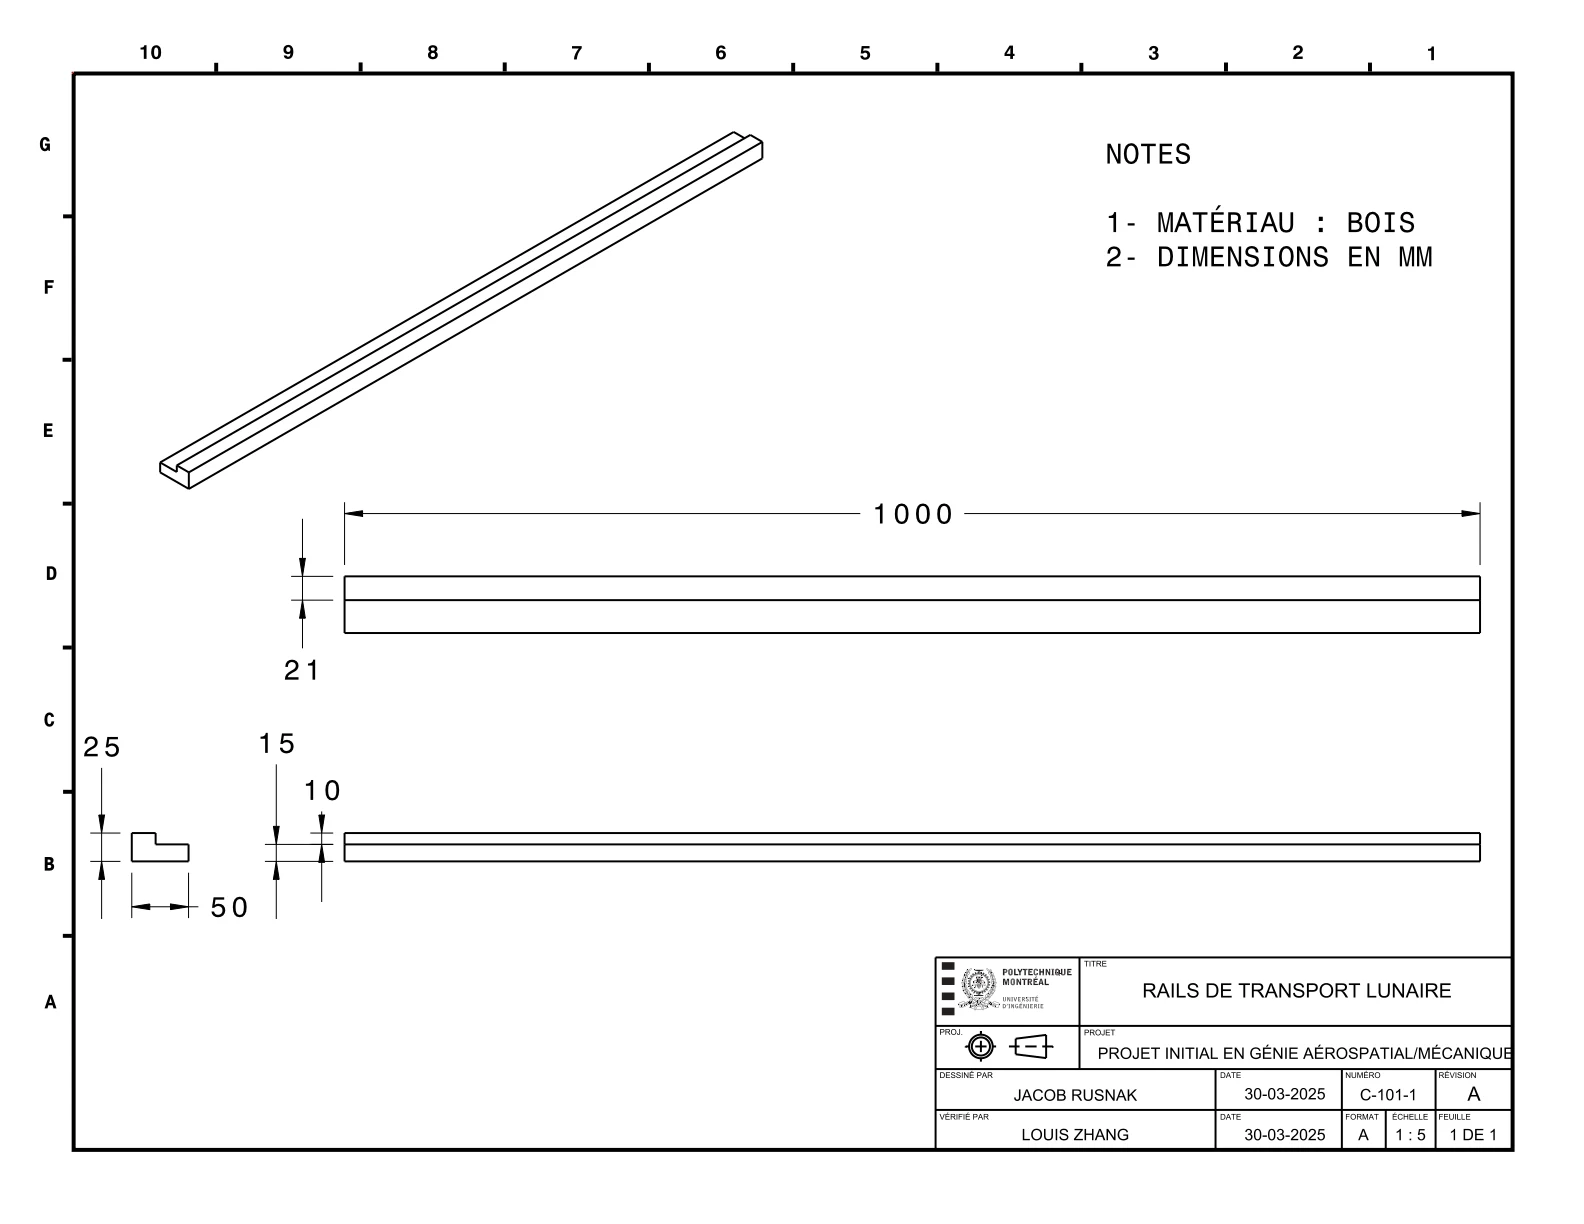 10 9 8 7 6 5 4 3 2 1
G
F
E
D
C
B
A
NOTES
1- MATÉRIAU : BOIS
2- DIMENSIONS EN MM
1000
21
25
15
10
50
POLYTECHNIQUE
MONTRÉAL
UNIVERSITÉ
D'INGÉNIERIE
TITRE
RAILS DE TRANSPORT LUNAIRE
PROJ.
PROJET
PROJET INITIAL EN GÉNIE AÉROSPATIAL/MÉCANIQUE
DESSINÉ PAR
JACOB RUSNAK
DATE
30-03-2025
NUMÉRO
C-101-1
RÉVISION
A
VÉRIFIÉ PAR
LOUIS ZHANG
DATE
30-03-2025
FORMAT
A
ÉCHELLE
1 : 5
FEUILLE
1 DE 1